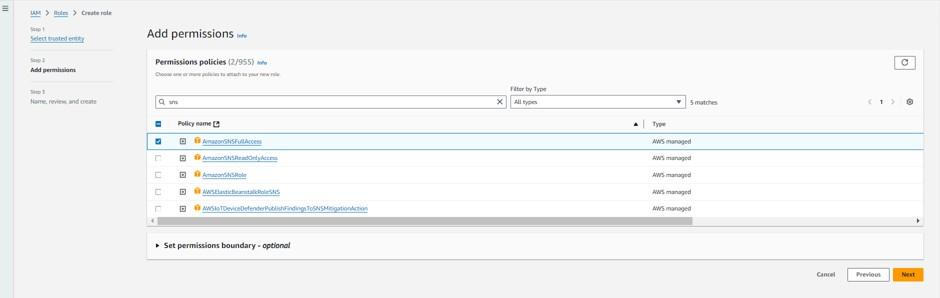 IAM > Roles > Create role
Step 1
Select trusted entity
Step 2
Add permissions
Step 3
Name, review, and create
Add permissions Info
Permissions policies (2/955) Info
Choose one or more policies to attach to your new role.
Filter by Type
sns
All types
5 matches
1
Policy name
Type
AmazonSNSFullAccess
AWS managed
AmazonSNSReadOnlyAccess
AWS managed
AmazonSNSRole
AWS managed
AWSElasticBeanstalkRoleSNS
AWS managed
AWSIoTDeviceDefenderPublishFindingsToSNSMitigationAction
AWS managed
Set permissions boundary - optional
Cancel
Previous
Next